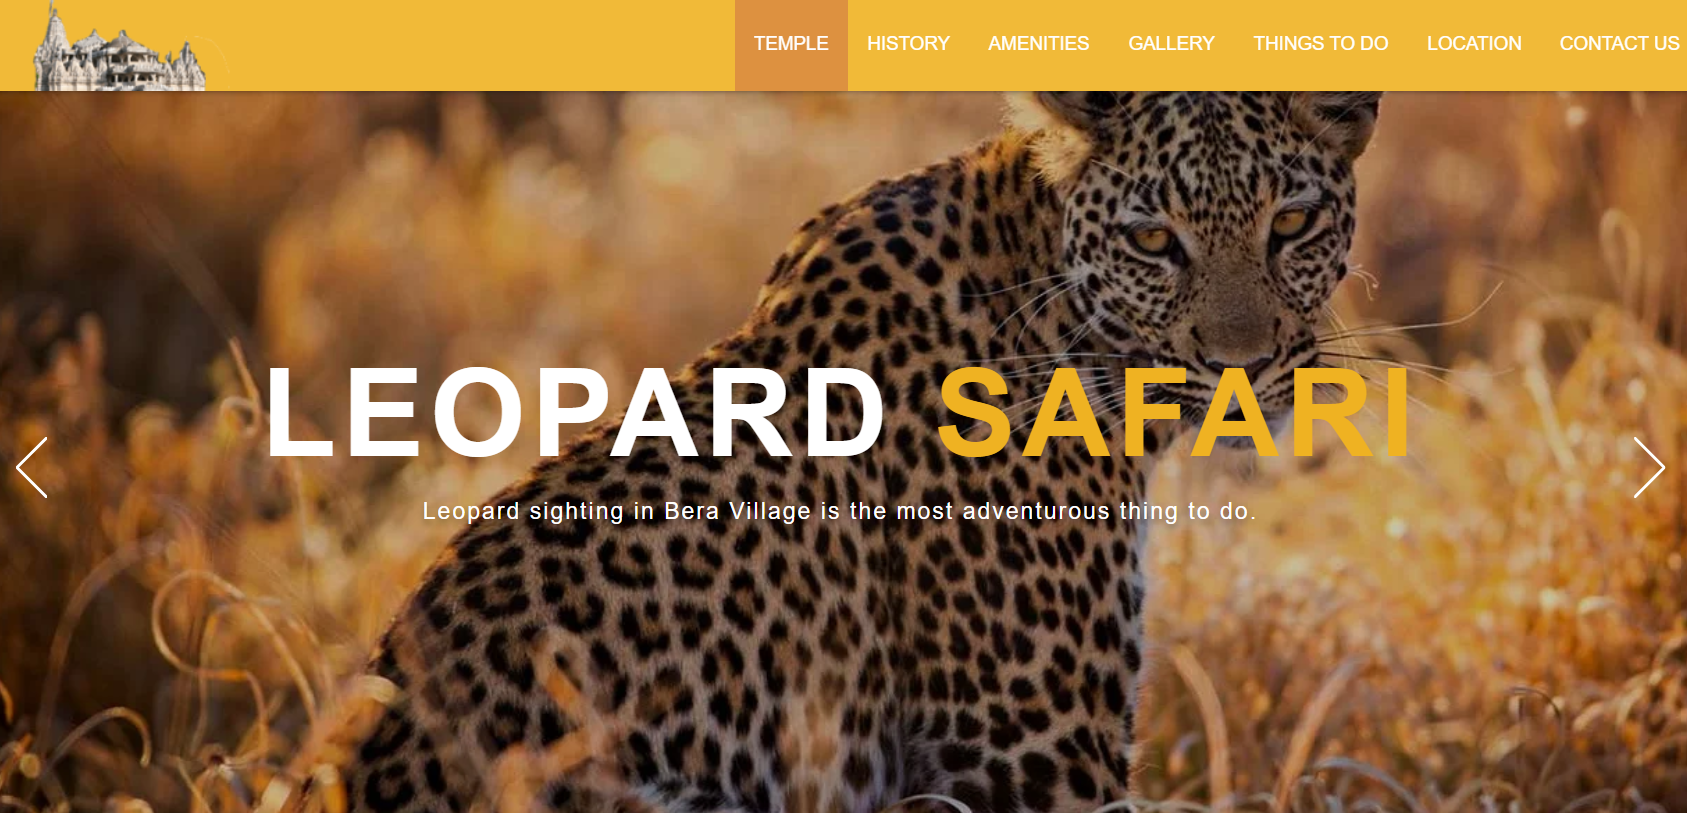 TEMPLE HISTORY AMENITIES GALLERY THINGS TO DO LOCATION CONTACT US
LEOPARD SAFARI
Leopard sighting in Bera Village is the most adventurous thing to do.